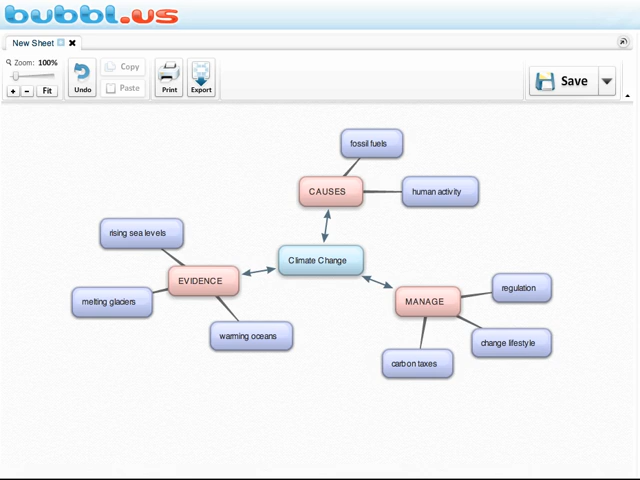 bubbl.us
New Sheet
Zoom: 100%
+ - Fit
Undo
Copy
Paste
Print
Export
Save
fossil fuels
CAUSES
human activity
rising sea levels
Climate Change
EVIDENCE
melting glaciers
warming oceans
MANAGE
regulation
change lifestyle
carbon taxes